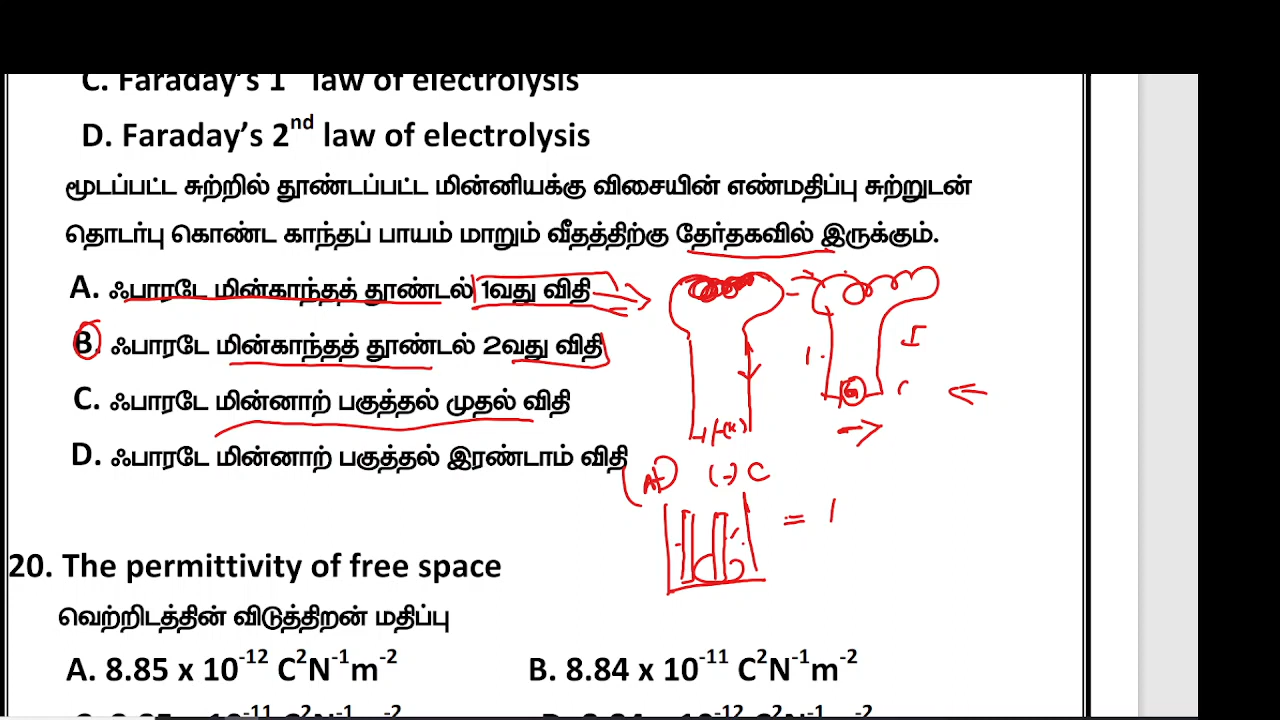 C. Faraday's 1 law of electrolysis
D. Faraday's 2nd law of electrolysis
மூடப்பட்ட சுற்றில் தூண்டப்பட்ட மின்னியக்கு விசையின் எண்மதிப்பு சுற்றுடன்
தொடர்பு கொண்ட காந்தப் பாயம் மாறும் வீதத்திற்கு தேர்தகவில் இருக்கும்.
A. ஃபாரடே மின்காந்தத் தூண்டல் 1வது விதி
B. ஃபாரடே மின்காந்தத் தூண்டல் 2வது விதி
C. ஃபாரடே மின்னாற் பகுத்தல் முதல் விதி
D. ஃபாரடே மின்னாற் பகுத்தல் இரண்டாம் விதி
G
(-) C
= 1
20. The permittivity of free space
வெற்றிடத்தின் விடுத்திறன் மதிப்பு
A. 8.85 x 10-12 C2N-1m-2
B. 8.84 x 10-11 C2N-1m-2